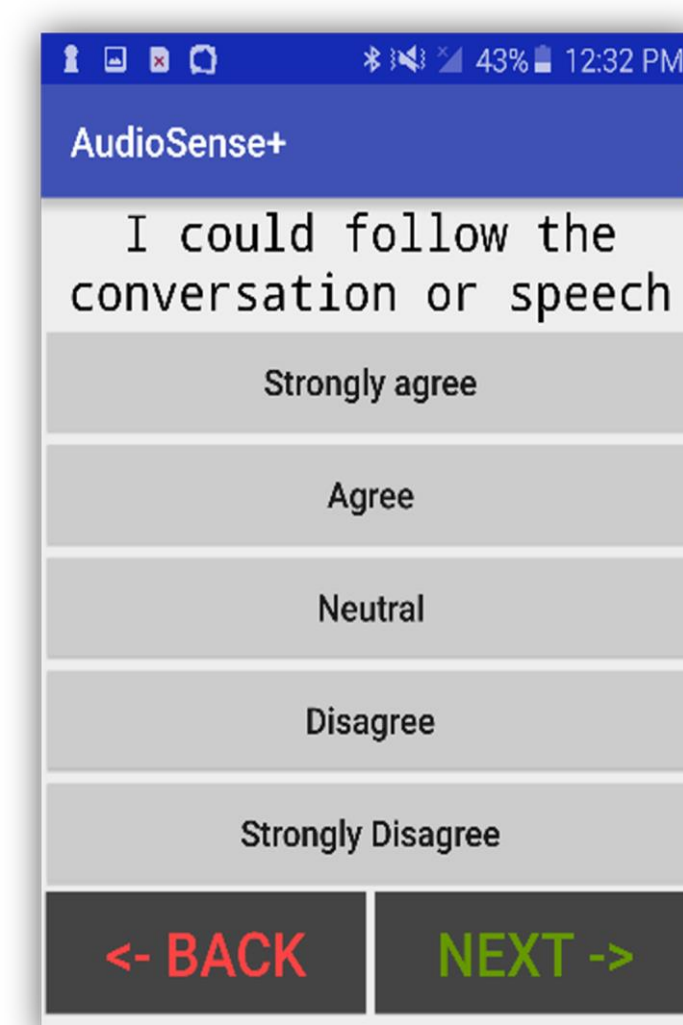 43% 12:32 PM
AudioSense+
I could follow the
conversation or speech
Strongly agree
Agree
Neutral
Disagree
Strongly Disagree
<- BACK NEXT ->